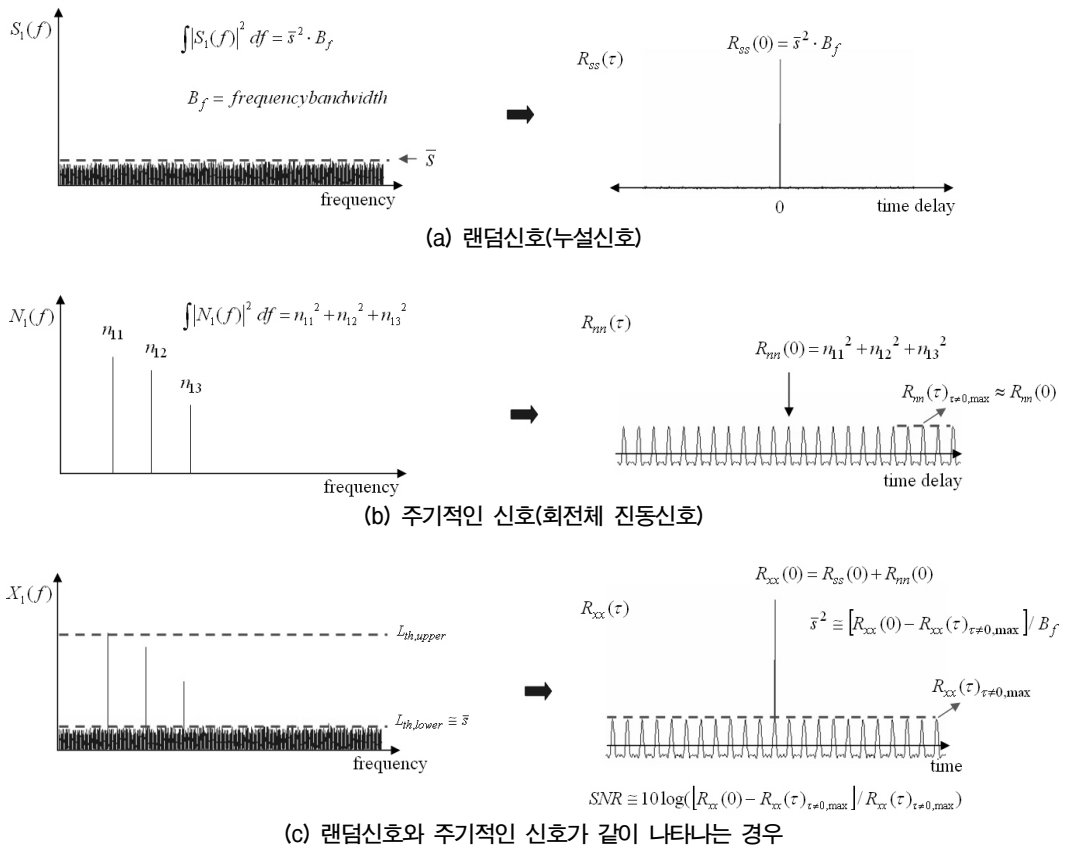 S₁(f)
∫|S₁(f)|² df = s̄² · B_f
B_f = frequencybandwidth
s̄
frequency
R_ss(τ)
R_ss(0) = s̄² · B_f
0
time delay
(a) 랜덤신호(누설신호)
N₁(f)
∫|N₁(f)|² df = n₁₁² + n₁₂² + n₁₃²
n₁₁
n₁₂
n₁₃
frequency
R_nn(τ)
R_nn(0) = n₁₁² + n₁₂² + n₁₃²
R_nn(τ)_τ≠0,max ≈ R_nn(0)
time delay
(b) 주기적인 신호(회전체 진동신호)
X₁(f)
L_th,upper
L_th,lower ≅ s̄
frequency
R_xx(0) = R_ss(0) + R_nn(0)
R_xx(τ)
s̄² ≅ [R_xx(0) − R_xx(τ)_τ≠0,max] / B_f
R_xx(τ)_τ≠0,max
time
SNR ≅ 10 log(⌊R_xx(0) − R_xx(τ)_τ≠0,max⌋ / R_xx(τ)_τ≠0,max)
(c) 랜덤신호와 주기적인 신호가 같이 나타나는 경우